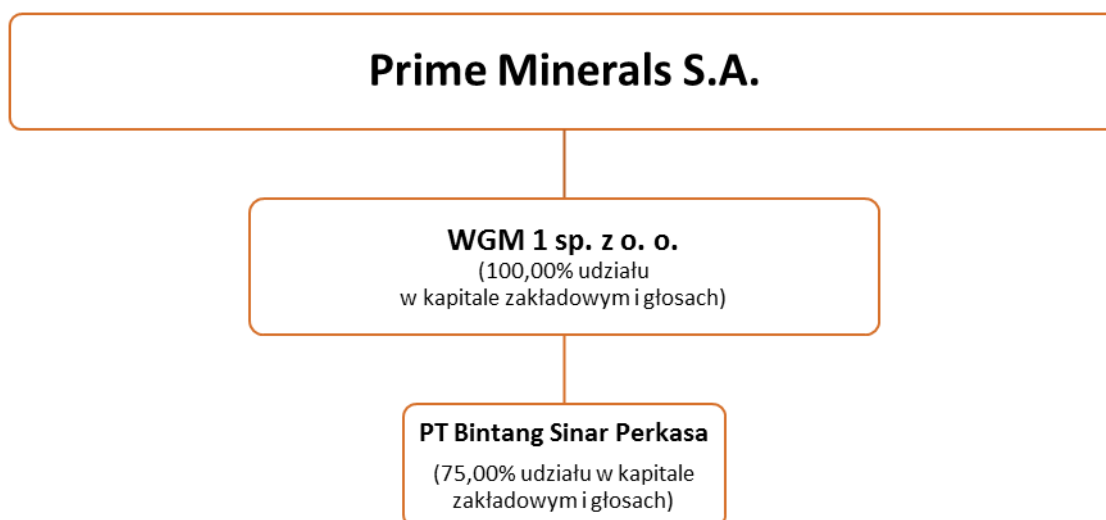 Prime Minerals S.A.
WGM 1 sp. z o. o.
(100,00% udziału
w kapitale zakładowym i głosach)
PT Bintang Sinar Perkasa
(75,00% udziału w kapitale
zakładowym i głosach)